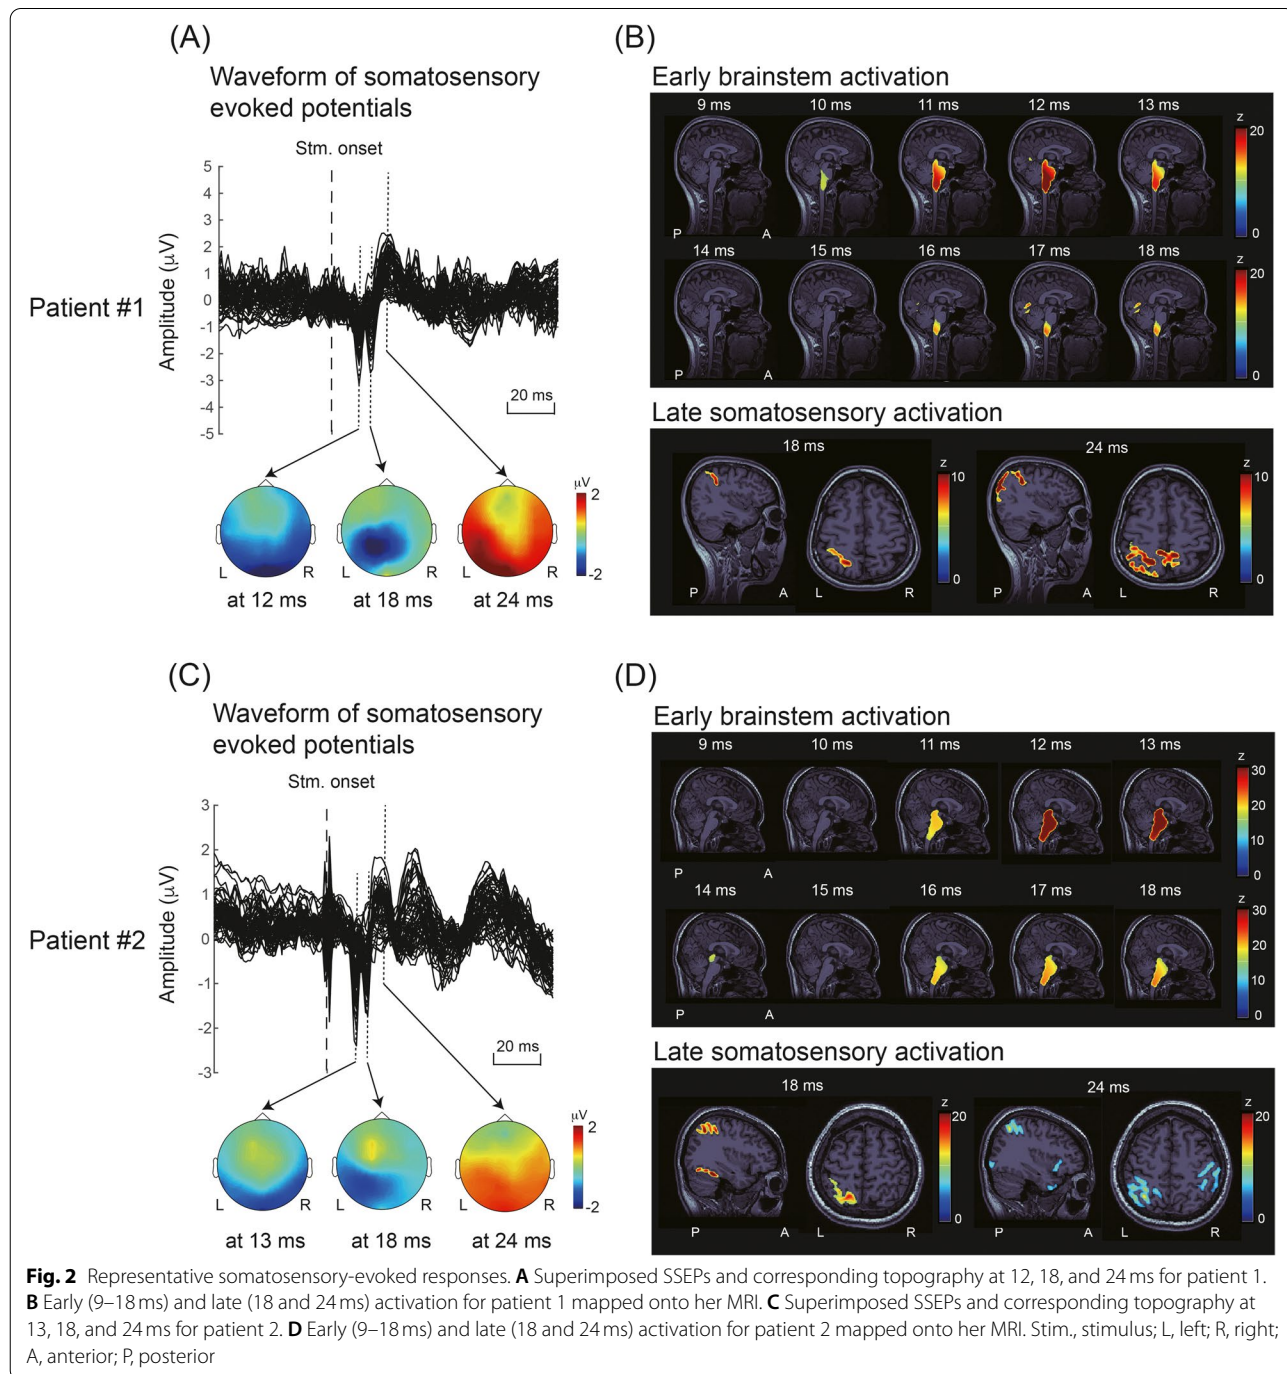 (A)
Waveform of somatosensory
evoked potentials
Stm. onset
5
4
3
2
1
0
-1
-2
-3
-4
-5
Amplitude (μV)
Patient #1
20 ms
μV
2
-2
L R
L R
L R
at 12 ms
at 18 ms
at 24 ms
(B)
Early brainstem activation
9 ms 10 ms 11 ms 12 ms 13 ms
z
20
0
P A
14 ms 15 ms 16 ms 17 ms 18 ms
z
20
0
P A
Late somatosensory activation
18 ms
z
10
0
P A
L R
24 ms
z
10
0
P A
L R
(C)
Waveform of somatosensory
evoked potentials
Stm. onset
3
2
1
0
-1
-2
-3
Amplitude (μV)
Patient #2
20 ms
μV
2
-2
L R
L R
L R
at 13 ms
at 18 ms
at 24 ms
(D)
Early brainstem activation
9 ms 10 ms 11 ms 12 ms 13 ms
z
30
20
10
0
P A
14 ms 15 ms 16 ms 17 ms 18 ms
z
30
20
10
0
P A
Late somatosensory activation
18 ms
z
20
0
P A
L R
24 ms
z
20
0
P A
L R
Fig. 2 Representative somatosensory-evoked responses. A Superimposed SSEPs and corresponding topography at 12, 18, and 24 ms for patient 1.
B Early (9–18 ms) and late (18 and 24 ms) activation for patient 1 mapped onto her MRI. C Superimposed SSEPs and corresponding topography at
13, 18, and 24 ms for patient 2. D Early (9–18 ms) and late (18 and 24 ms) activation for patient 2 mapped onto her MRI. Stim., stimulus; L, left; R, right;
A, anterior; P, posterior